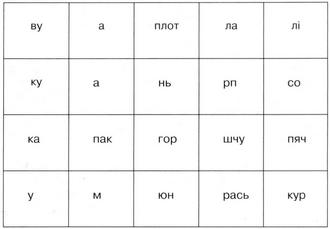 ву а плот ла лі
ку а нь рп со
ка пак гор шчу пяч
у м юн рась кур